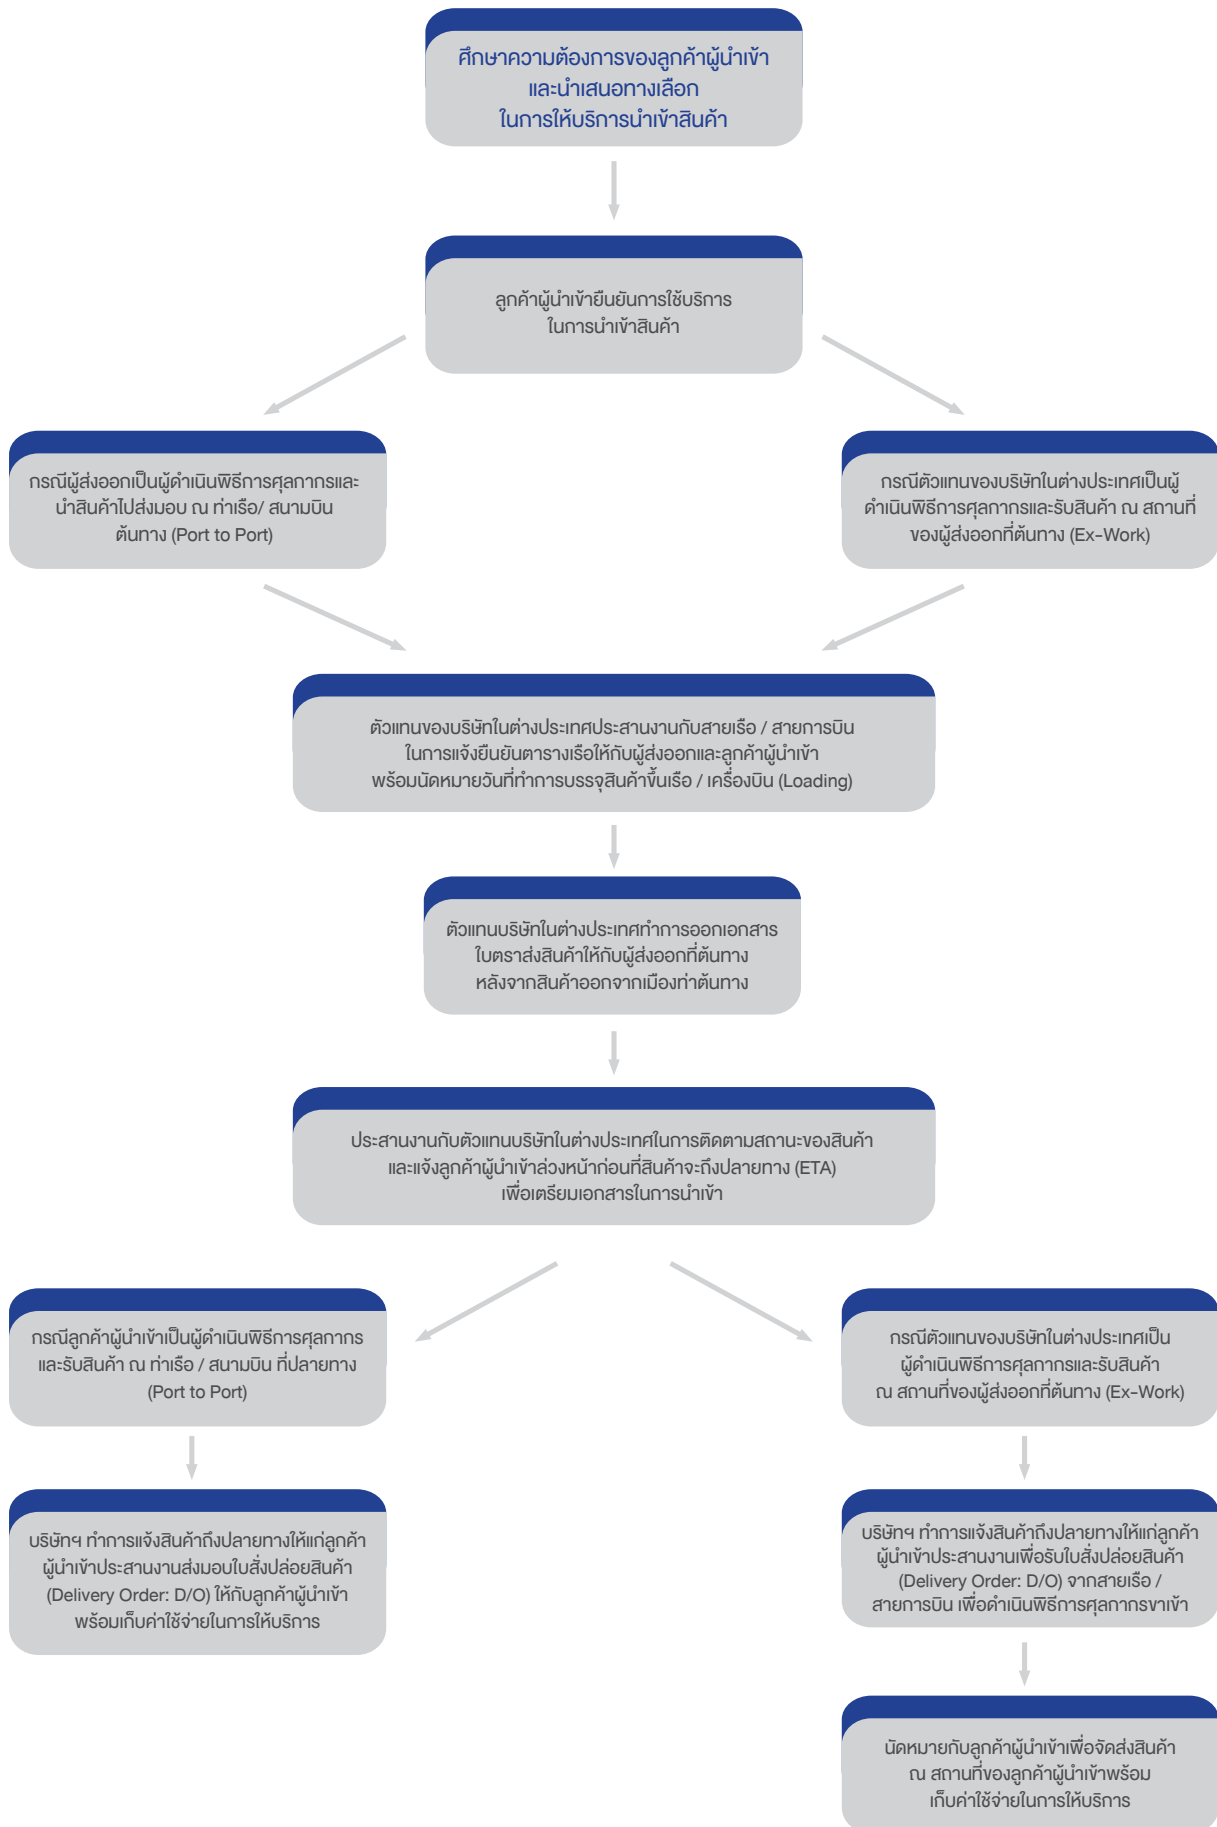 ศึกษาความต้องการของลูกค้าผู้นำเข้า
และนำเสนอทางเลือก
ในการให้บริการนำเข้าสินค้า
ลูกค้าผู้นำเข้ายืนยันการใช้บริการ
ในการนำเข้าสินค้า
กรณีผู้ส่งออกเป็นผู้ดำเนินพิธีการศุลกากรและ
นำสินค้าไปส่งมอบ ณ ท่าเรือ/ สนามบิน
ต้นทาง (Port to Port)
กรณีตัวแทนของบริษัทในต่างประเทศเป็นผู้
ดำเนินพิธีการศุลกากรและรับสินค้า ณ สถานที่
ของผู้ส่งออกที่ต้นทาง (Ex-Work)
ตัวแทนของบริษัทในต่างประเทศประสานงานกับสายเรือ / สายการบิน
ในการแจ้งยืนยันตารางเรือให้กับผู้ส่งออกและลูกค้าผู้นำเข้า
พร้อมนัดหมายวันที่ทำการบรรจุสินค้าขึ้นเรือ / เครื่องบิน (Loading)
ตัวแทนบริษัทในต่างประเทศทำการออกเอกสาร
ใบตราส่งสินค้าให้กับผู้ส่งออกที่ต้นทาง
หลังจากสินค้าออกจากเมืองท่าต้นทาง
ประสานงานกับตัวแทนบริษัทในต่างประเทศในการติดตามสถานะของสินค้า
และแจ้งลูกค้าผู้นำเข้าล่วงหน้าก่อนที่สินค้าจะถึงปลายทาง (ETA)
เพื่อเตรียมเอกสารในการนำเข้า
กรณีลูกค้าผู้นำเข้าเป็นผู้ดำเนินพิธีการศุลกากร
และรับสินค้า ณ ท่าเรือ / สนามบิน ที่ปลายทาง
(Port to Port)
กรณีตัวแทนของบริษัทในต่างประเทศเป็น
ผู้ดำเนินพิธีการศุลกากรและรับสินค้า
ณ สถานที่ของผู้ส่งออกที่ต้นทาง (Ex-Work)
บริษัทฯ ทำการแจ้งสินค้าถึงปลายทางให้แก่ลูกค้า
ผู้นำเข้าประสานงานส่งมอบใบสั่งปล่อยสินค้า
(Delivery Order: D/O) ให้กับลูกค้าผู้นำเข้า
พร้อมเก็บค่าใช้จ่ายในการให้บริการ
บริษัทฯ ทำการแจ้งสินค้าถึงปลายทางให้แก่ลูกค้า
ผู้นำเข้าประสานงานเพื่อรับใบสั่งปล่อยสินค้า
(Delivery Order: D/O) จากสายเรือ /
สายการบิน เพื่อดำเนินพิธีการศุลกากรขาเข้า
นัดหมายกับลูกค้าผู้นำเข้าเพื่อจัดส่งสินค้า
ณ สถานที่ของลูกค้าผู้นำเข้าพร้อม
เก็บค่าใช้จ่ายในการให้บริการ